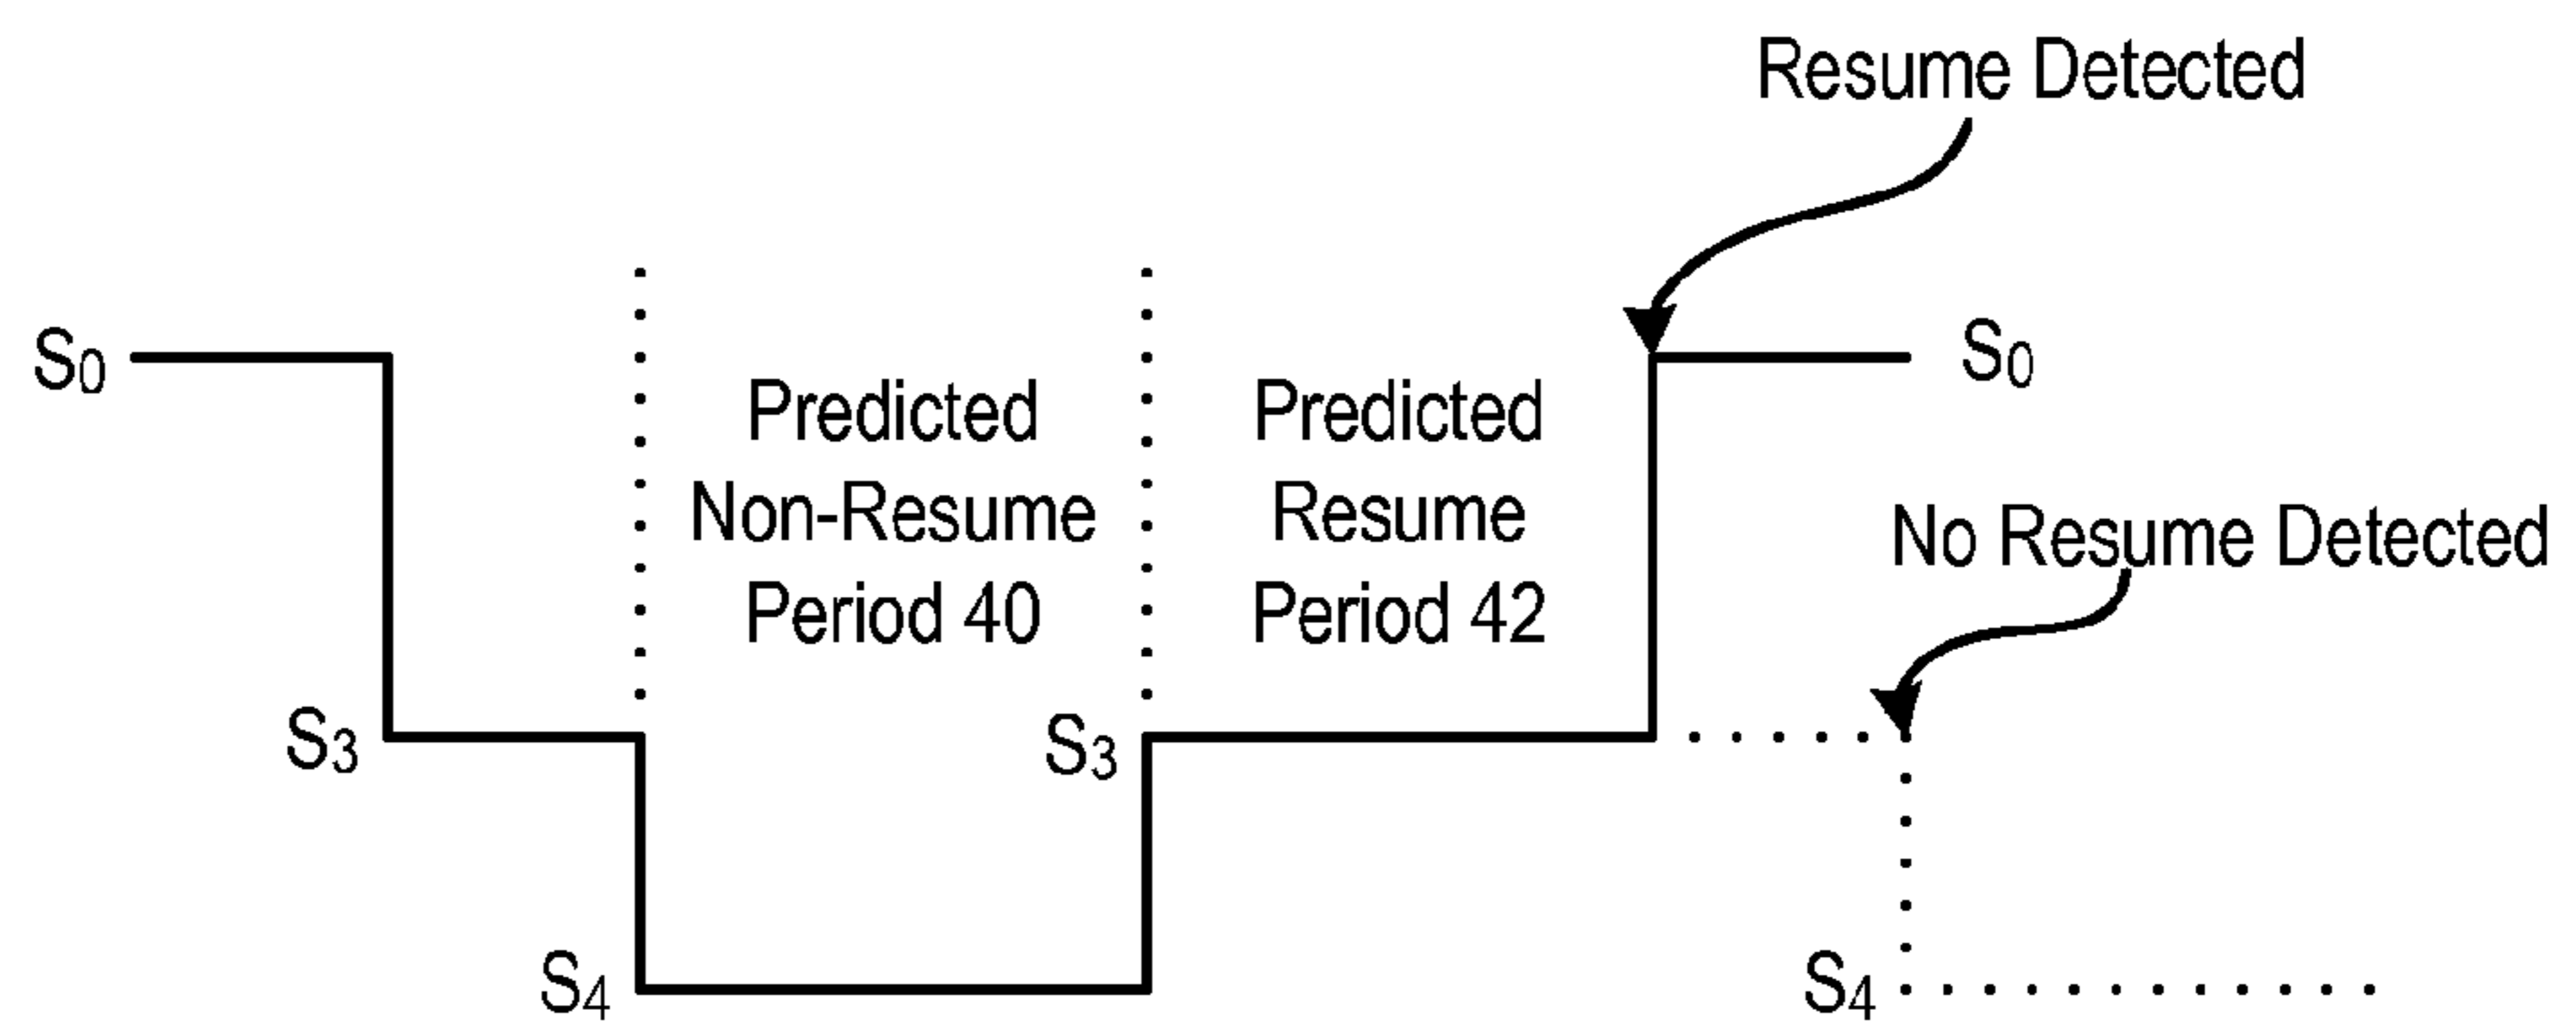 Resume Detected
S₀
S₀
Predicted
Non-Resume
Period 40
Predicted
Resume
Period 42
No Resume Detected
S₃
S₃
S₄
S₄